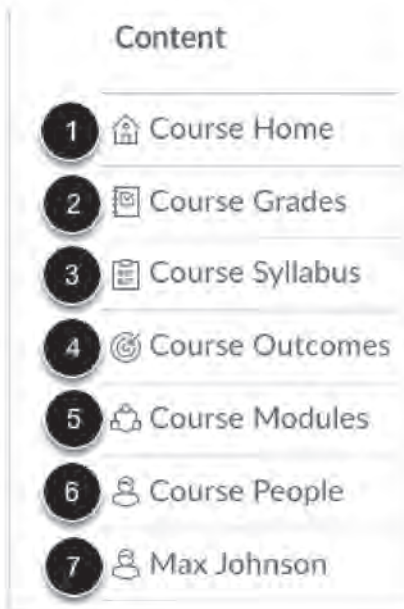 Content
1 Course Home
2 Course Grades
3 Course Syllabus
4 Course Outcomes
5 Course Modules
6 Course People
7 Max Johnson